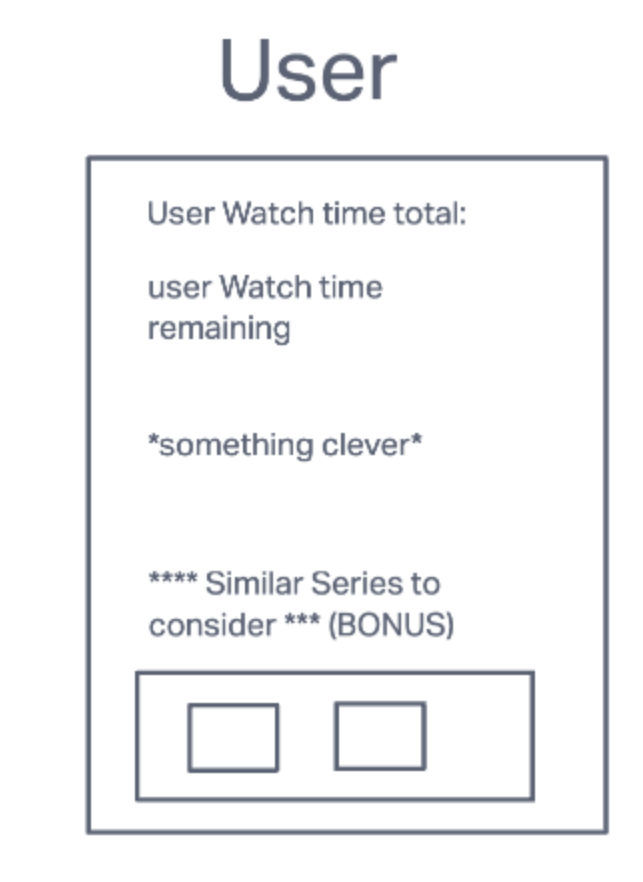 User
User Watch time total:
user Watch time
remaining
*something clever*
**** Similar Series to
consider *** (BONUS)